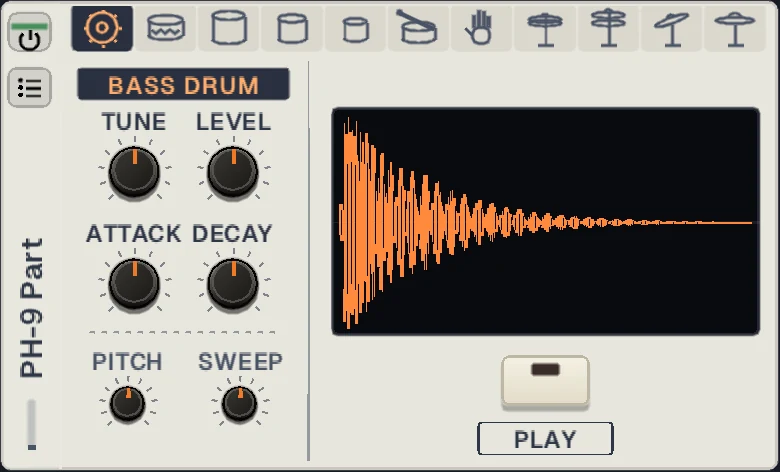 BASS DRUM
TUNE LEVEL
ATTACK DECAY
PITCH SWEEP
PH-9 Part
PLAY